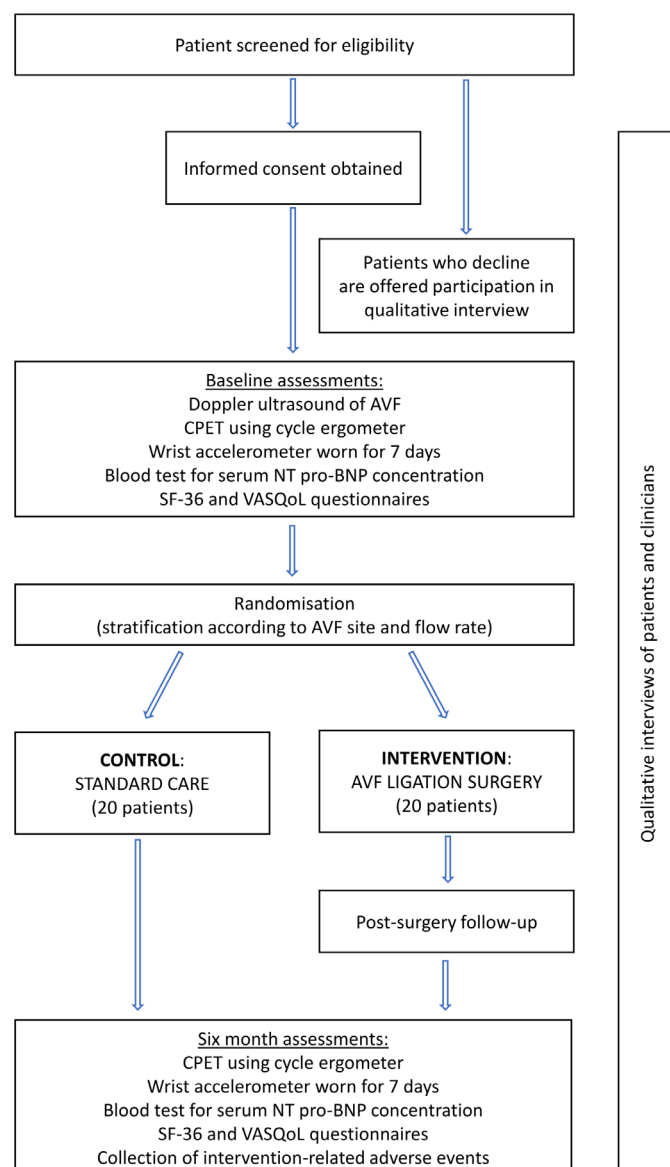 Patient screened for eligibility
Informed consent obtained
Patients who decline
are offered participation in
qualitative interview
Baseline assessments:
Doppler ultrasound of AVF
CPET using cycle ergometer
Wrist accelerometer worn for 7 days
Blood test for serum NT pro-BNP concentration
SF-36 and VASQoL questionnaires
Randomisation
(stratification according to AVF site and flow rate)
CONTROL:
STANDARD CARE
(20 patients)
INTERVENTION:
AVF LIGATION SURGERY
(20 patients)
Post-surgery follow-up
Six month assessments:
CPET using cycle ergometer
Wrist accelerometer worn for 7 days
Blood test for serum NT pro-BNP concentration
SF-36 and VASQoL questionnaires
Collection of intervention-related adverse events
Qualitative interviews of patients and clinicians